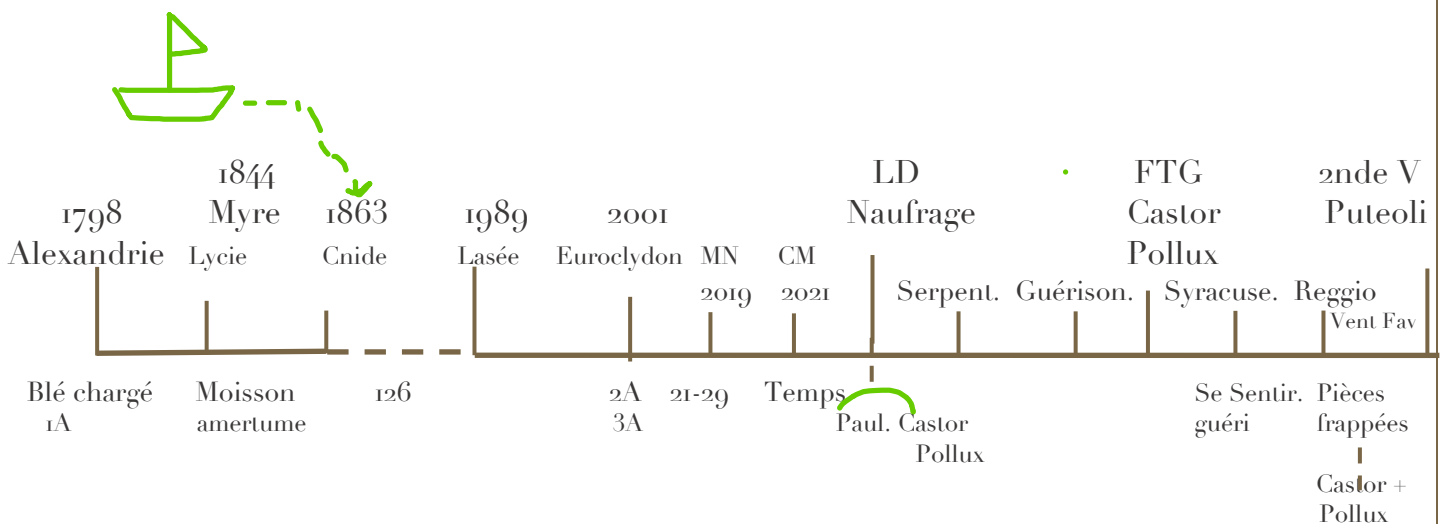 1798
Alexandrie
1844
Myre
Lycie
1863
Cnide
1989
Lasée
2001
Euroclydon
MN
2019
CM
2021
LD
Naufrage
Serpent.
Guérison.
FTG
Castor
Pollux
Syracuse.
Reggio
Vent Fav
2nde V
Puteoli
Blé chargé
1A
Moisson
amertume
126
2A
3A
21-29
Temps
Paul. Castor
Pollux
Se Sentir.
guéri
Pièces
frappées
Castor +
Pollux